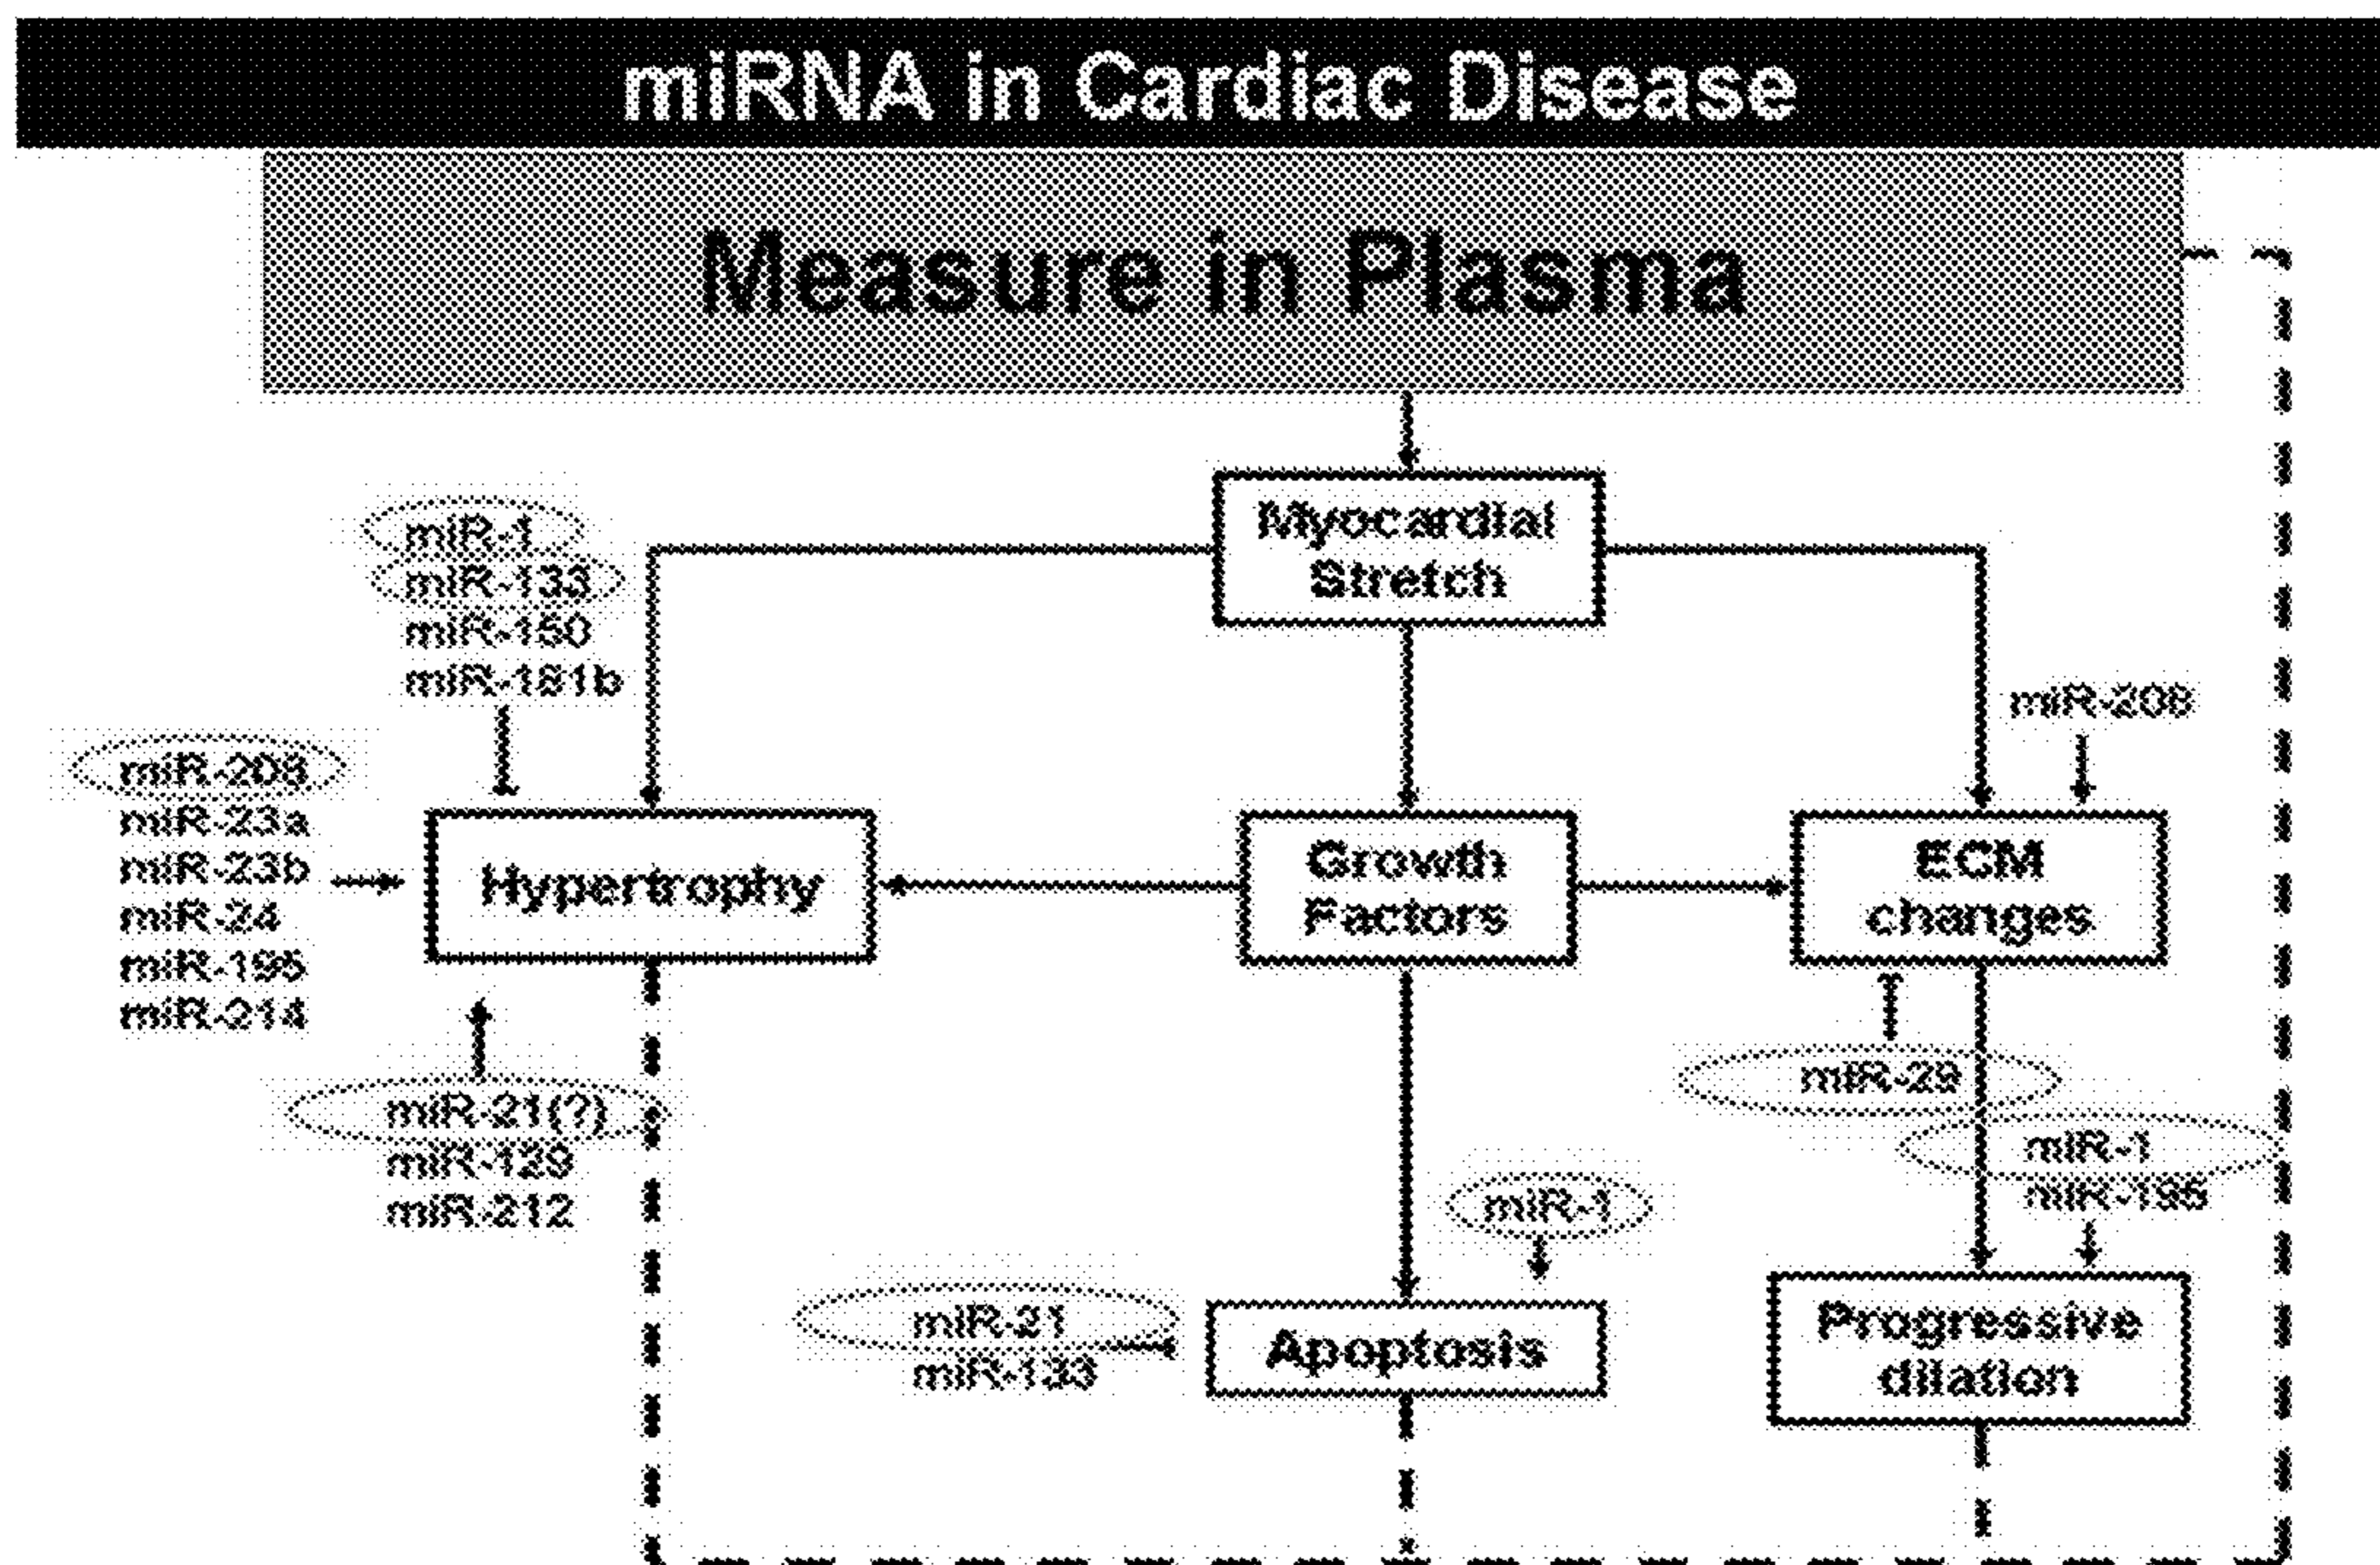 miRNA in Cardiac Disease
Measure in Plasma
Myocardial
Stretch
miR-1
miR-133
miR-150
miR-181b
miR-208
miR-208
miR-23a
miR-23b
miR-24
miR-195
miR-214
Hypertrophy
Growth
Factors
ECM
changes
miR-21(?)
miR-129
miR-212
miR-29
miR-1
miR-195
miR-1
miR-21
miR-133
Apoptosis
Progressive
dilation